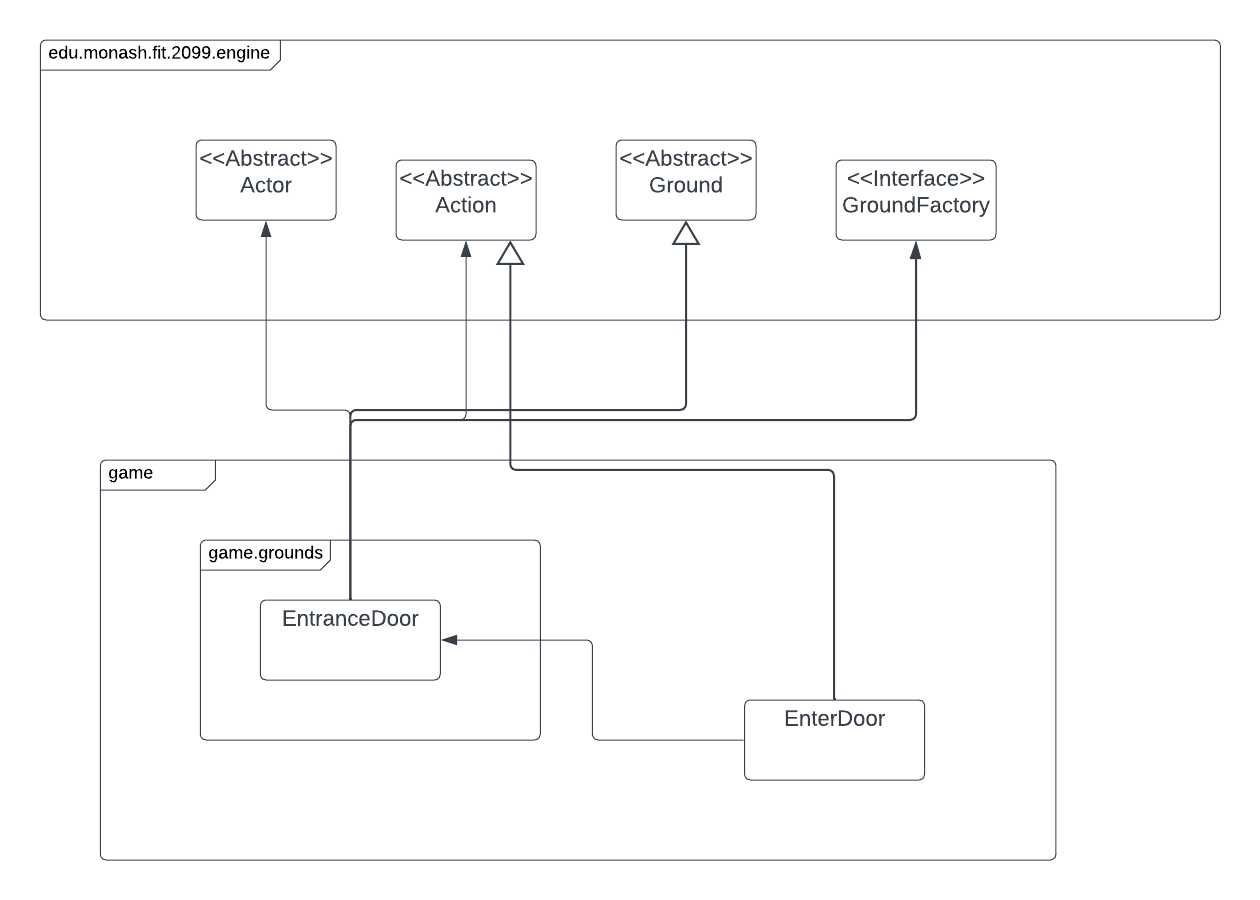 edu.monash.fit.2099.engine
<<Abstract>>
Actor
<<Abstract>>
Action
<<Abstract>>
Ground
<<Interface>>
GroundFactory
game
game.grounds
EntranceDoor
EnterDoor